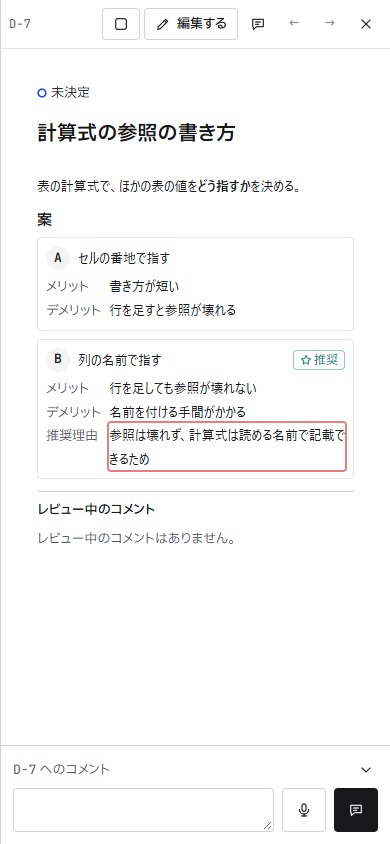 D-7
編集する
未決定
計算式の参照の書き方
表の計算式で、ほかの表の値をどう指すかを決める。
案
A セルの番地で指す
メリット 書き方が短い
デメリット 行を足すと参照が壊れる
B 列の名前で指す 推奨
メリット 行を足しても参照が壊れない
デメリット 名前を付ける手間がかかる
推奨理由 参照は壊れず、計算式は読める名前で記載で
きるため
レビュー中のコメント
レビュー中のコメントはありません。
D-7 へのコメント